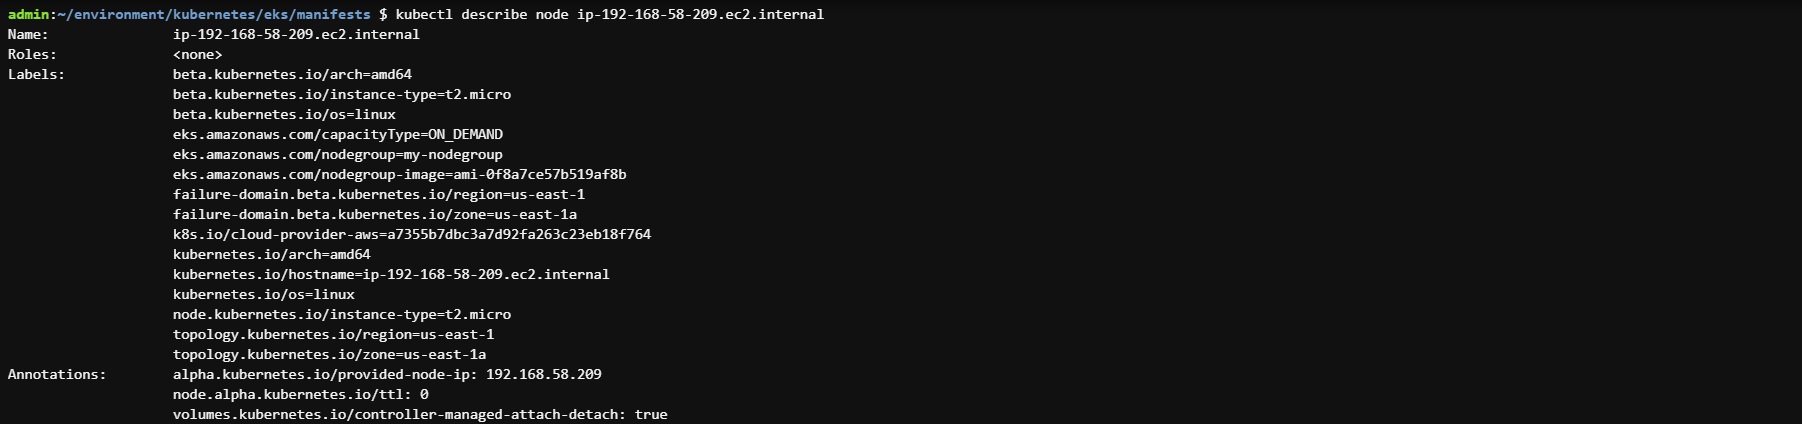 admin:~/environment/kubernetes/eks/manifests $ kubectl describe node ip-192-168-58-209.ec2.internal
Name:               ip-192-168-58-209.ec2.internal
Roles:              <none>
Labels:             beta.kubernetes.io/arch=amd64
                    beta.kubernetes.io/instance-type=t2.micro
                    beta.kubernetes.io/os=linux
                    eks.amazonaws.com/capacityType=ON_DEMAND
                    eks.amazonaws.com/nodegroup=my-nodegroup
                    eks.amazonaws.com/nodegroup-image=ami-0f8a7ce57b519af8b
                    failure-domain.beta.kubernetes.io/region=us-east-1
                    failure-domain.beta.kubernetes.io/zone=us-east-1a
                    k8s.io/cloud-provider-aws=a7355b7dbc3a7d92fa263c23eb18f764
                    kubernetes.io/arch=amd64
                    kubernetes.io/hostname=ip-192-168-58-209.ec2.internal
                    kubernetes.io/os=linux
                    node.kubernetes.io/instance-type=t2.micro
                    topology.kubernetes.io/region=us-east-1
                    topology.kubernetes.io/zone=us-east-1a
Annotations:        alpha.kubernetes.io/provided-node-ip: 192.168.58.209
                    node.alpha.kubernetes.io/ttl: 0
                    volumes.kubernetes.io/controller-managed-attach-detach: true